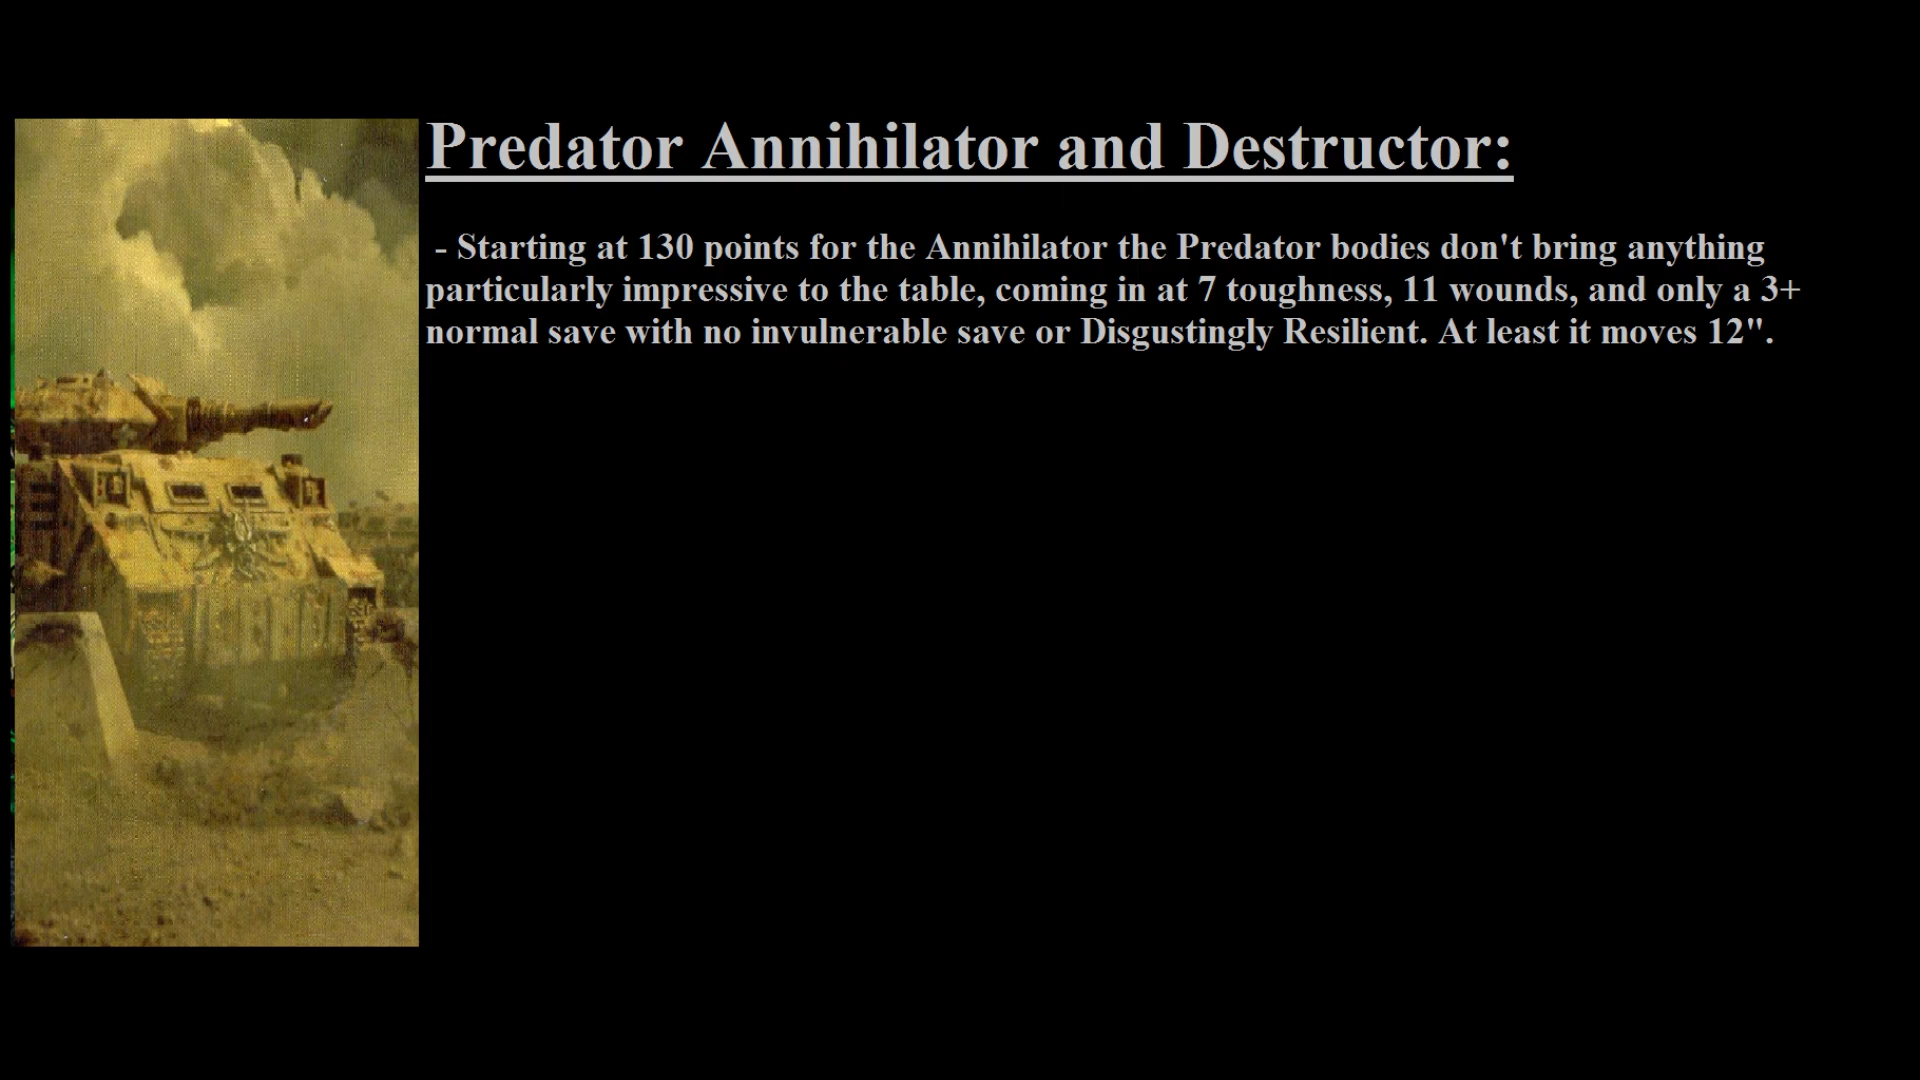 Predator Annihilator and Destructor:
- Starting at 130 points for the Annihilator the Predator bodies don't bring anything
particularly impressive to the table, coming in at 7 toughness, 11 wounds, and only a 3+
normal save with no invulnerable save or Disgustingly Resilient. At least it moves 12".